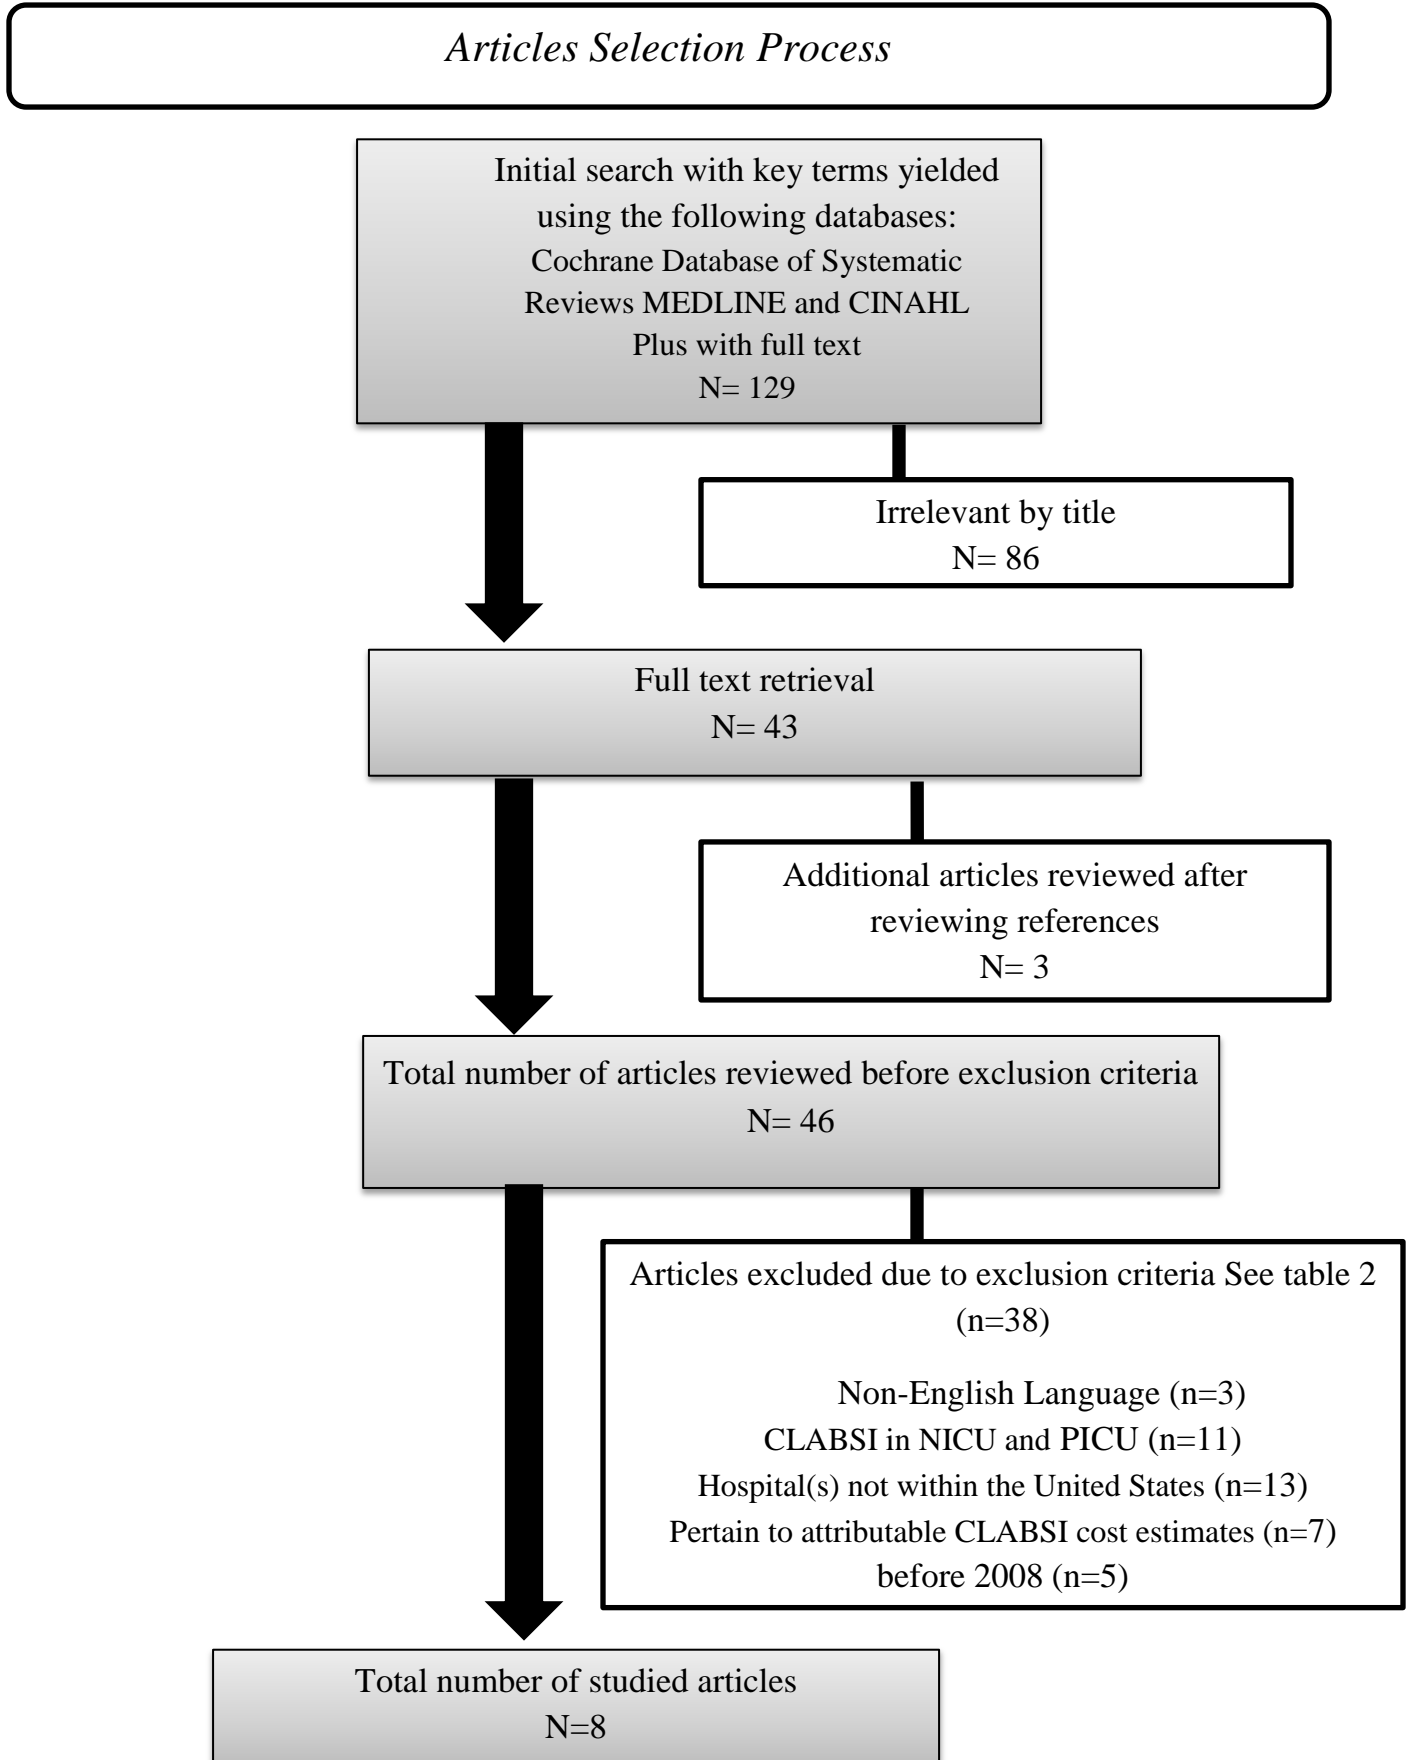 Articles Selection Process
Initial search with key terms yielded
using the following databases:
Cochrane Database of Systematic
Reviews MEDLINE and CINAHL
Plus with full text
N= 129
Irrelevant by title
N= 86
Full text retrieval
N= 43
Additional articles reviewed after
reviewing references
N= 3
Total number of articles reviewed before exclusion criteria
N= 46
Articles excluded due to exclusion criteria See table 2
(n=38)
Non-English Language (n=3)
CLABSI in NICU and PICU (n=11)
Hospital(s) not within the United States (n=13)
Pertain to attributable CLABSI cost estimates (n=7)
before 2008 (n=5)
Total number of studied articles
N=8